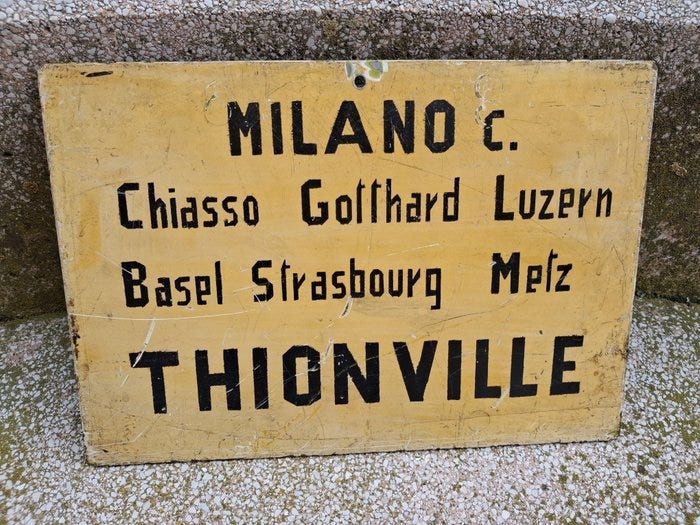 MILANO c.
Chiasso Gotthard Luzern
Basel Strasbourg Metz
THIONVILLE